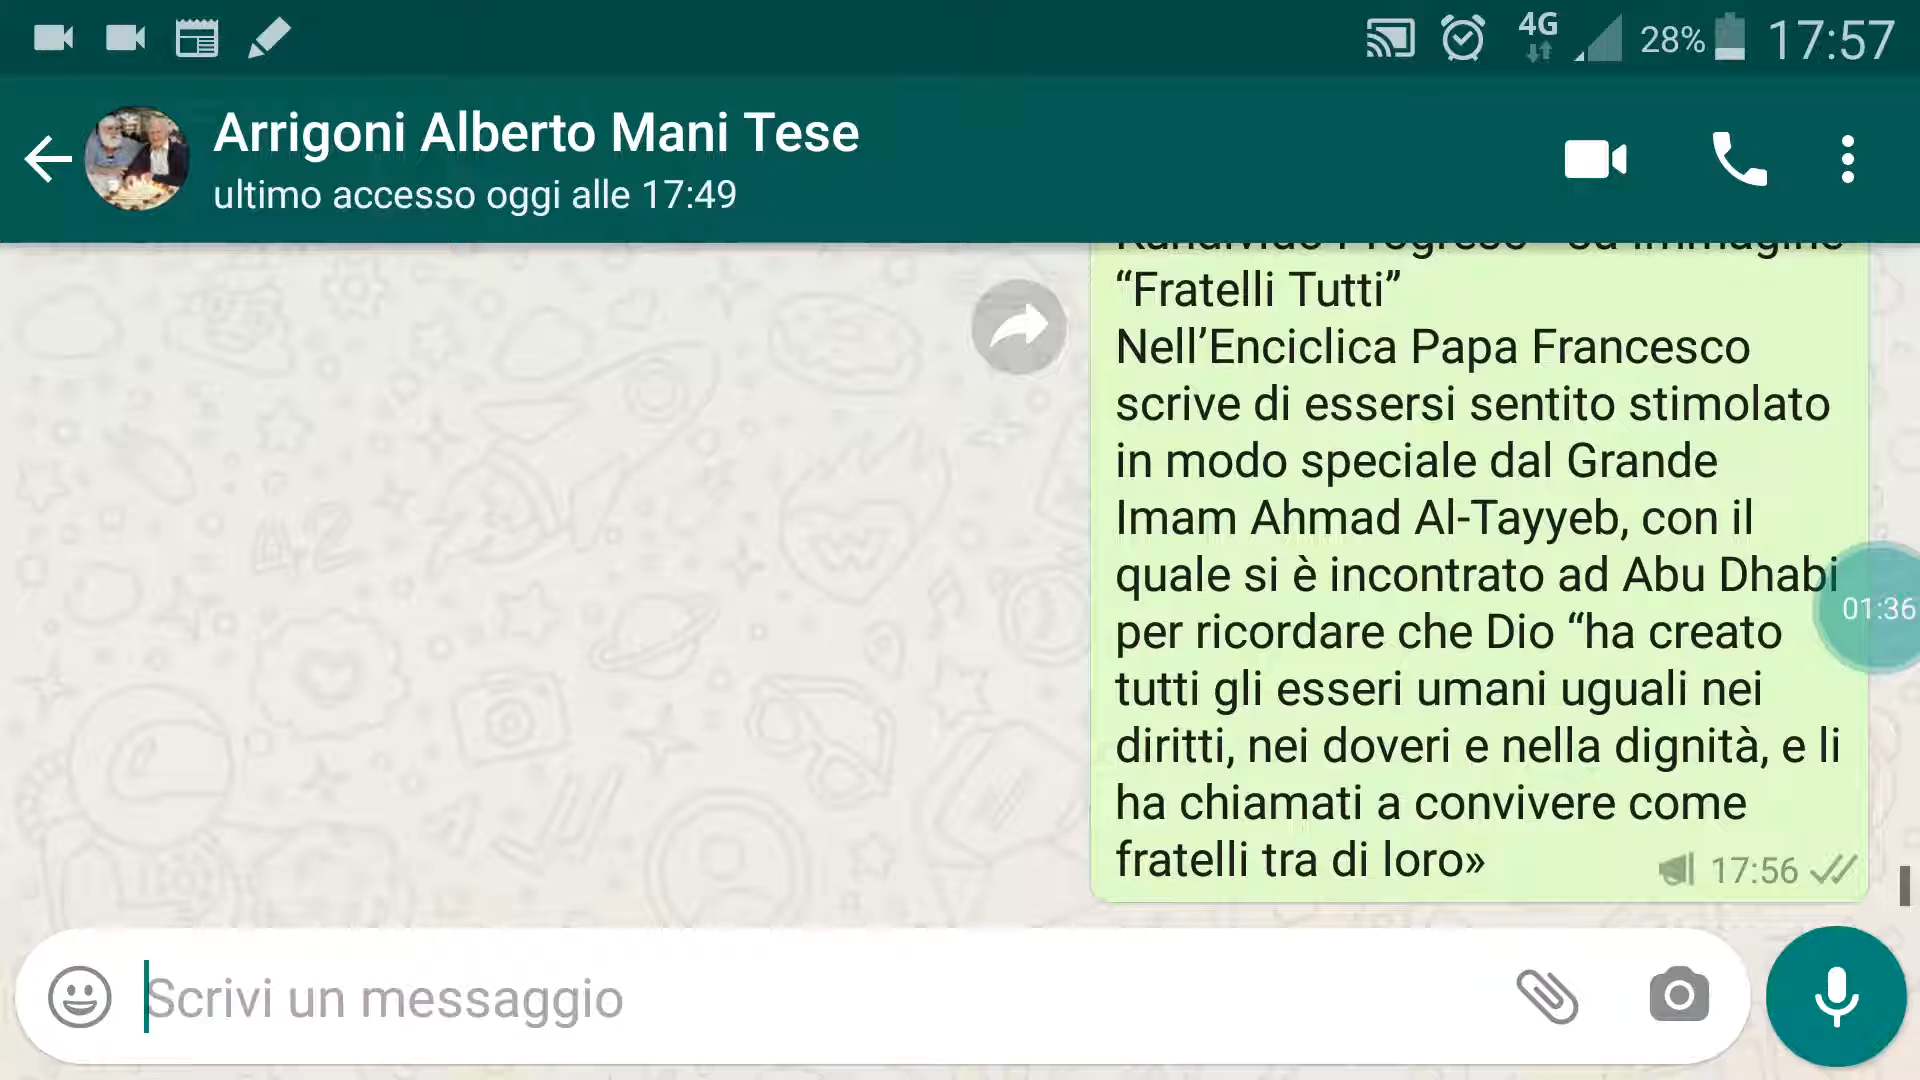 4G
28%
17:57
Arrigoni Alberto Mani Tese
ultimo accesso oggi alle 17:49
“Fratelli Tutti”
Nell’Enciclica Papa Francesco
scrive di essersi sentito stimolato
in modo speciale dal Grande
Imam Ahmad Al-Tayyeb, con il
quale si è incontrato ad Abu Dhabi
per ricordare che Dio “ha creato
tutti gli esseri umani uguali nei
diritti, nei doveri e nella dignità, e li
ha chiamati a convivere come
fratelli tra di loro»
17:56
01:36
Scrivi un messaggio